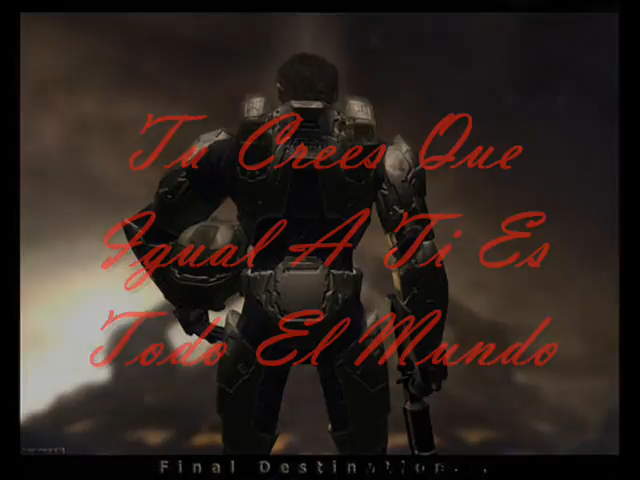 Tu Crees Que
Igual A Ti Es
Todo El Mundo
Final Destination...